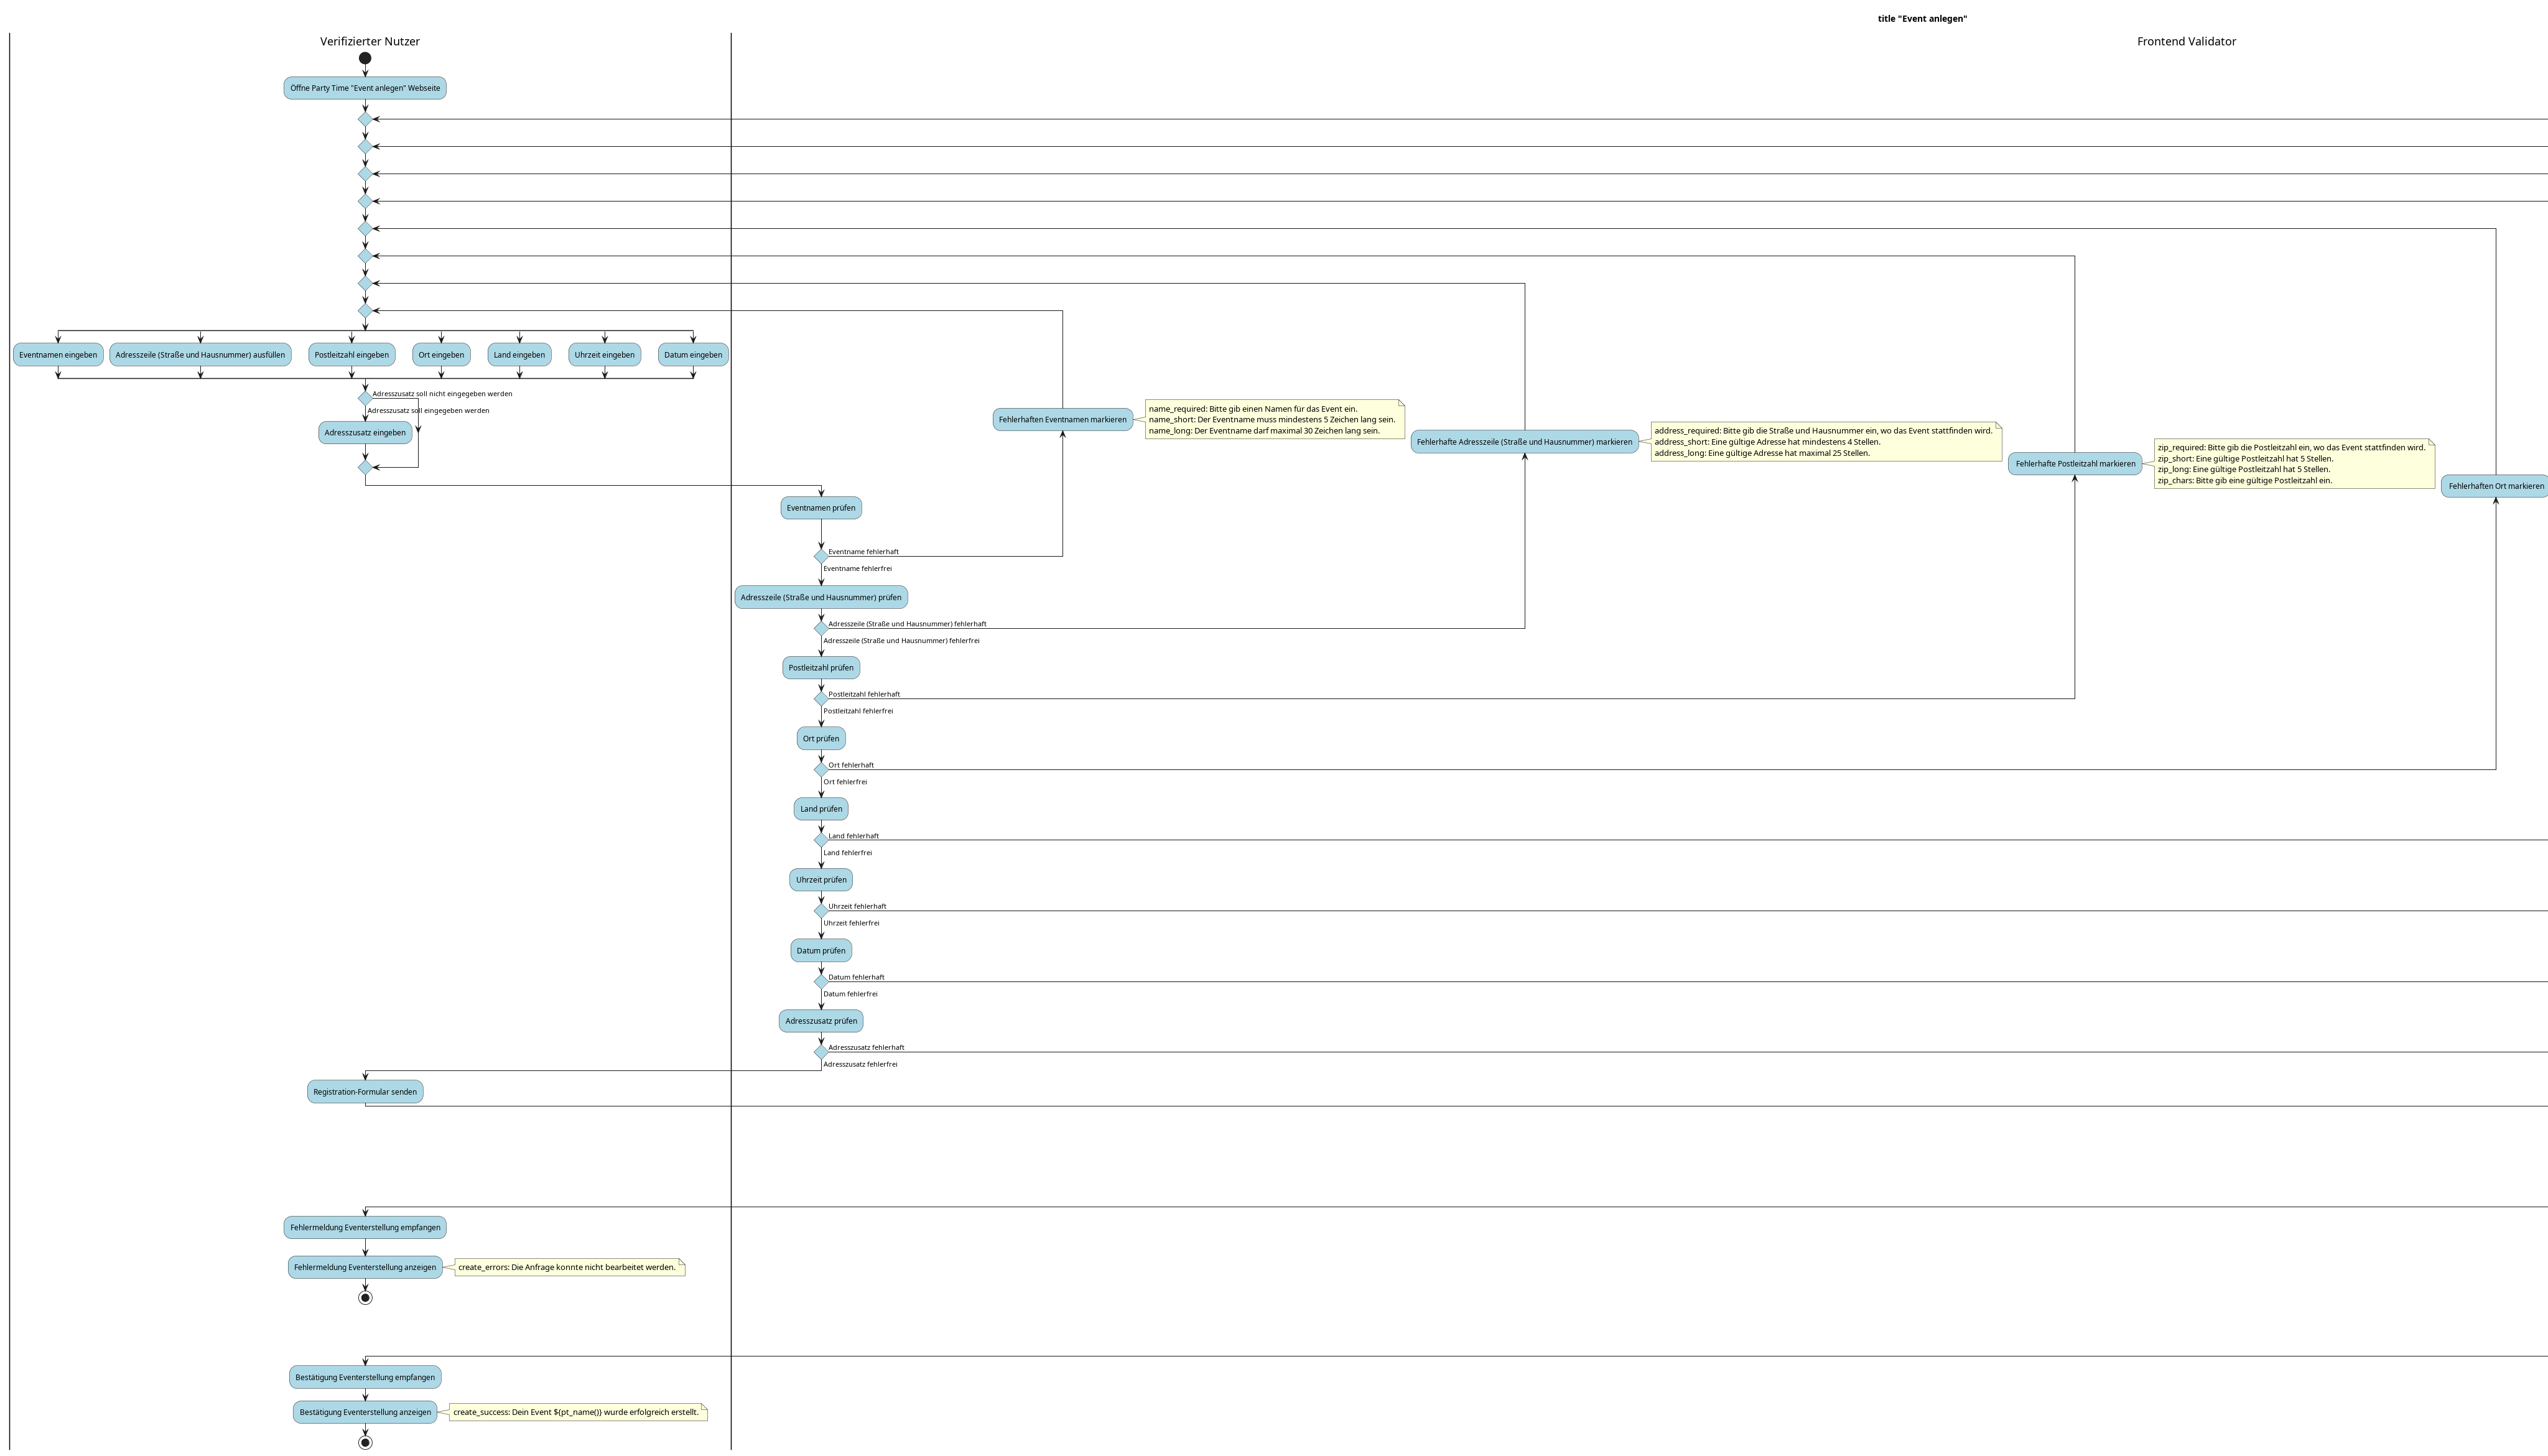 title "Event anlegen"
Verifizierter Nutzer
Frontend Validator
Öffne Party Time "Event anlegen" Webseite
Eventnamen eingeben
Adresszeile (Straße und Hausnummer) ausfüllen
Postleitzahl eingeben
Ort eingeben
Land eingeben
Uhrzeit eingeben
Datum eingeben
Adresszusatz soll nicht eingegeben werden
Adresszusatz soll eingegeben werden
Adresszusatz eingeben
Fehlerhaften Eventnamen markieren
name_required: Bitte gib einen Namen für das Event ein.
name_short: Der Eventname muss mindestens 5 Zeichen lang sein.
name_long: Der Eventname darf maximal 30 Zeichen lang sein.
Fehlerhafte Adresszeile (Straße und Hausnummer) markieren
address_required: Bitte gib die Straße und Hausnummer ein, wo das Event stattfinden wird.
address_short: Eine gültige Adresse hat mindestens 4 Stellen.
address_long: Eine gültige Adresse hat maximal 25 Stellen.
Fehlerhafte Postleitzahl markieren
zip_required: Bitte gib die Postleitzahl ein, wo das Event stattfinden wird.
zip_short: Eine gültige Postleitzahl hat 5 Stellen.
zip_long: Eine gültige Postleitzahl hat 5 Stellen.
zip_chars: Bitte gib eine gültige Postleitzahl ein.
Fehlerhaften Ort markieren
Eventnamen prüfen
Eventname fehlerhaft
Eventname fehlerfrei
Adresszeile (Straße und Hausnummer) prüfen
Adresszeile (Straße und Hausnummer) fehlerhaft
Adresszeile (Straße und Hausnummer) fehlerfrei
Postleitzahl prüfen
Postleitzahl fehlerhaft
Postleitzahl fehlerfrei
Ort prüfen
Ort fehlerhaft
Ort fehlerfrei
Land prüfen
Land fehlerhaft
Land fehlerfrei
Uhrzeit prüfen
Uhrzeit fehlerhaft
Uhrzeit fehlerfrei
Datum prüfen
Datum fehlerhaft
Datum fehlerfrei
Adresszusatz prüfen
Adresszusatz fehlerhaft
Adresszusatz fehlerfrei
Registration-Formular senden
Fehlermeldung Eventerstellung empfangen
Fehlermeldung Eventerstellung anzeigen
create_errors: Die Anfrage konnte nicht bearbeitet werden.
Bestätigung Eventerstellung empfangen
Bestätigung Eventerstellung anzeigen
create_success: Dein Event ${pt_name()} wurde erfolgreich erstellt.